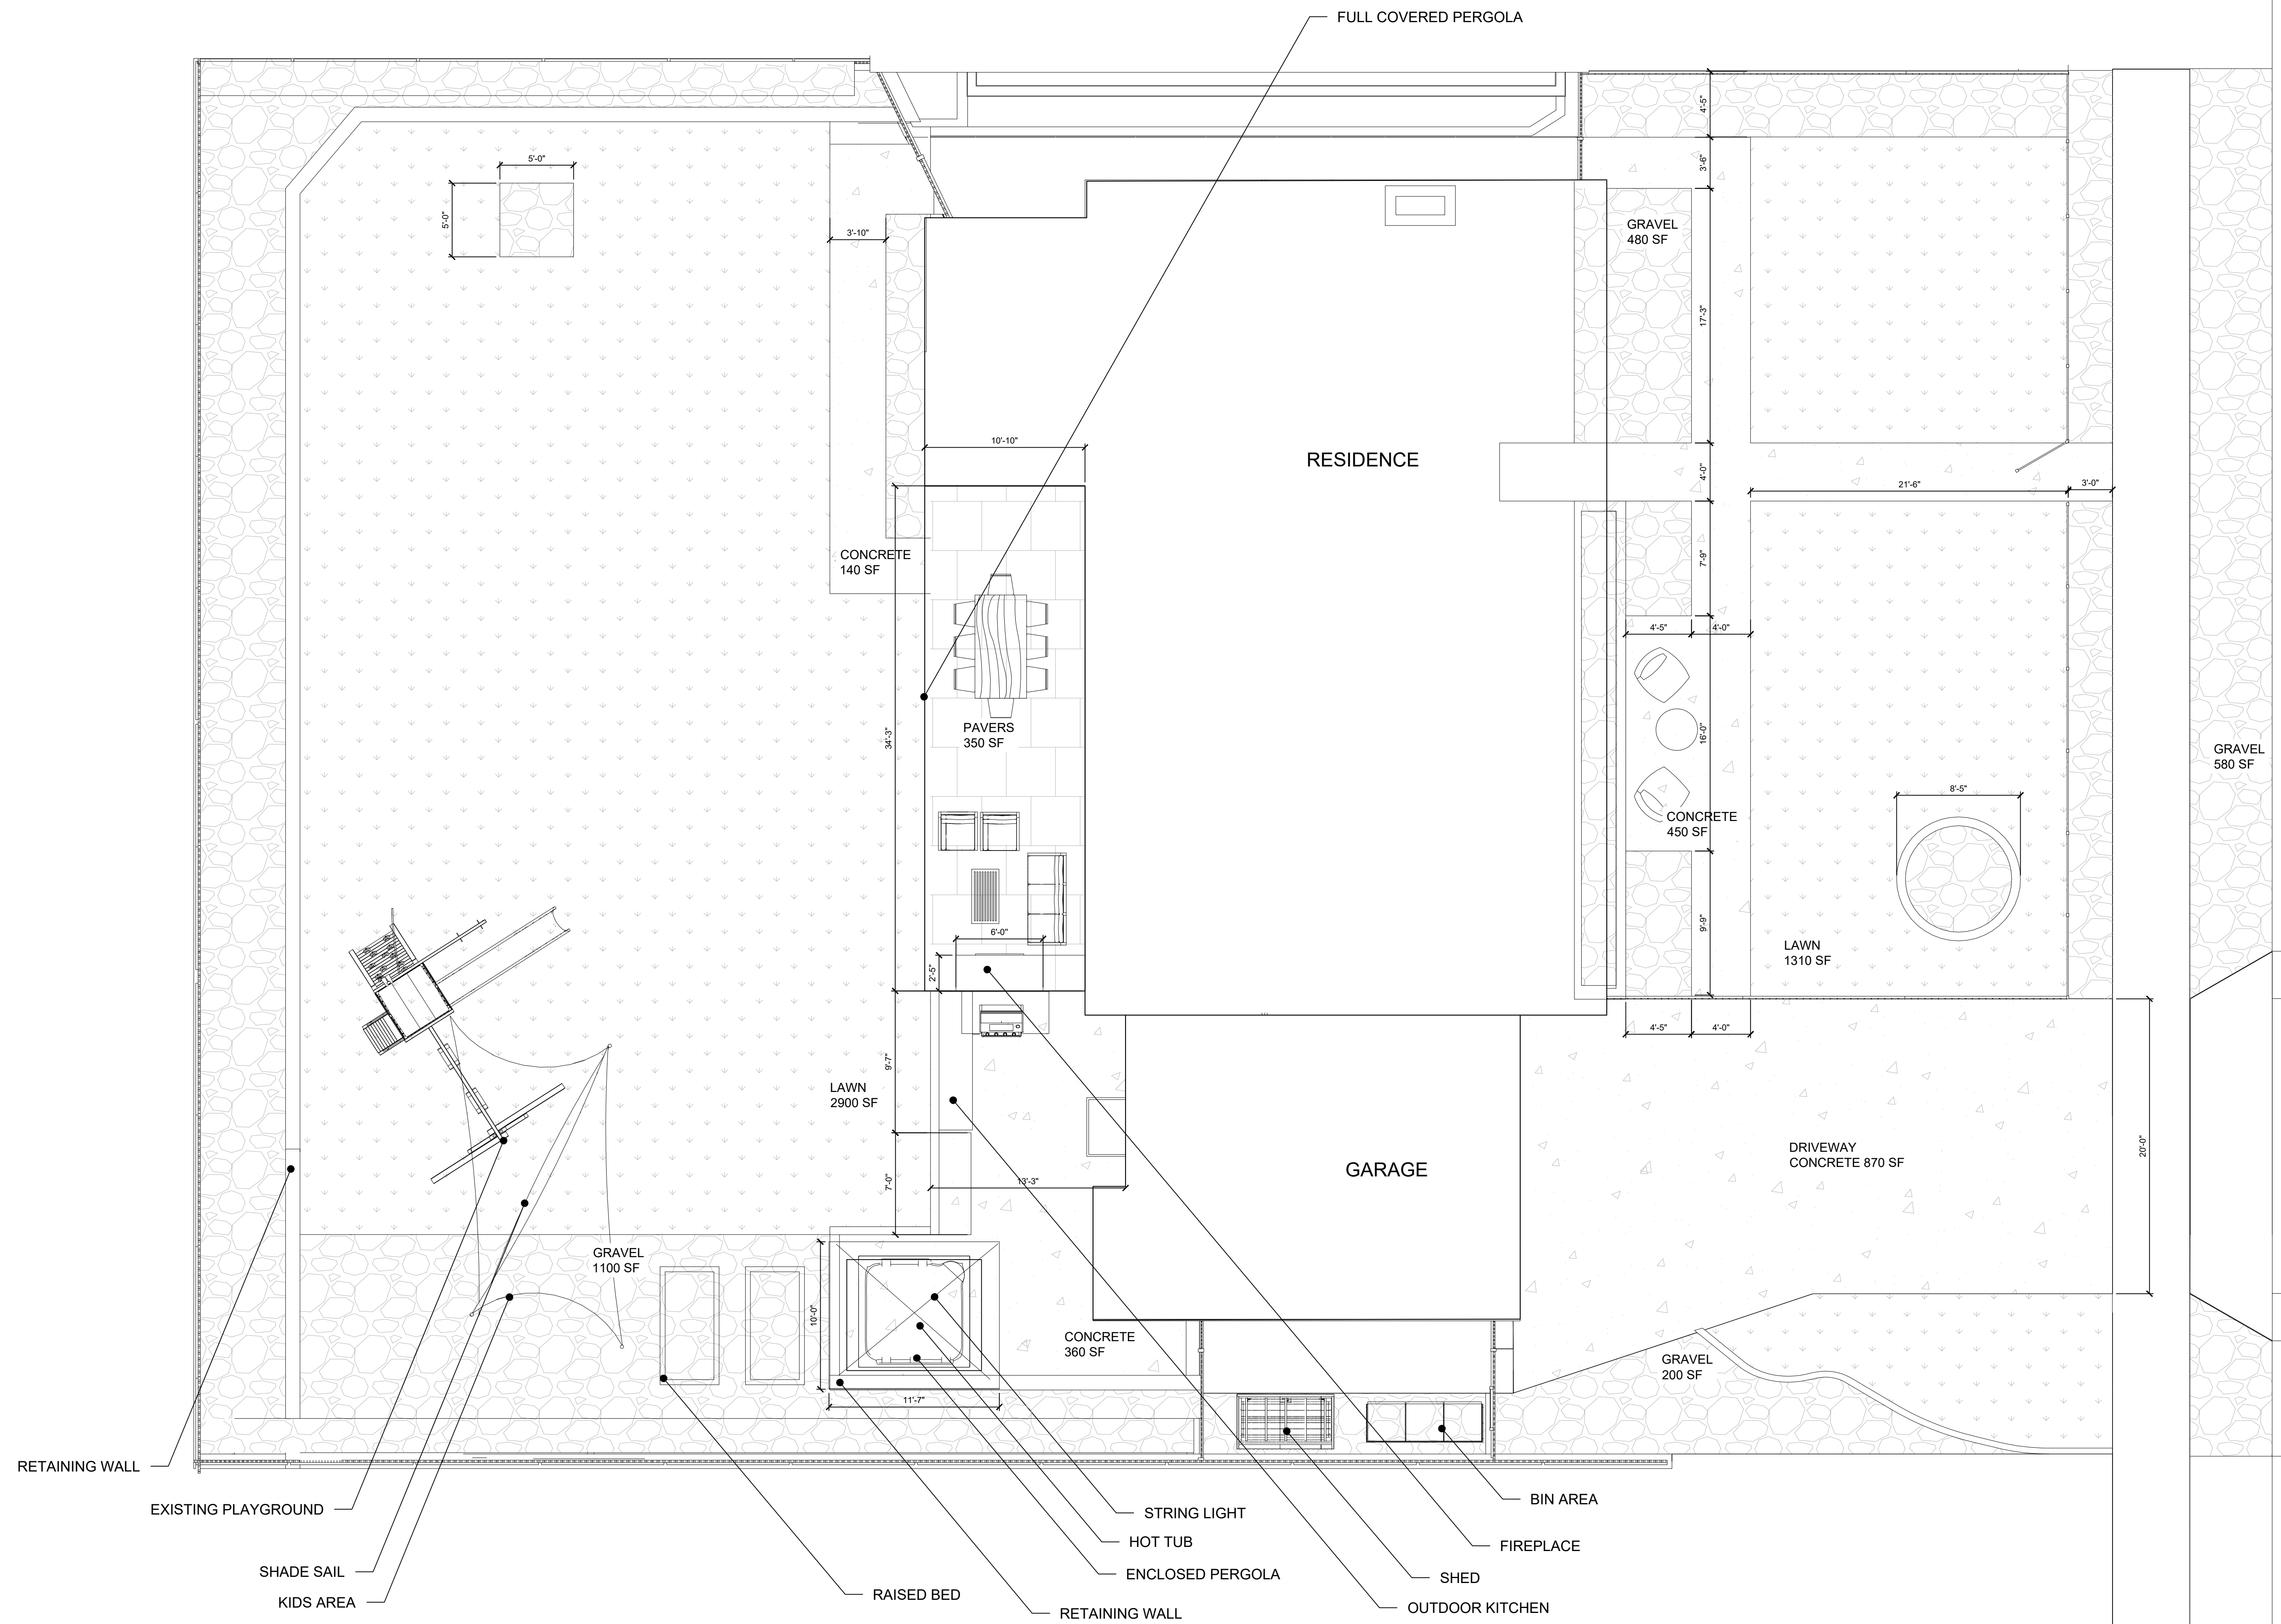 FULL COVERED PERGOLA
4'-5"
5'-0"
3'-6"
5'-0"
3'-10"
GRAVEL
480 SF
17'-3"
10'-10"
RESIDENCE
4'-0"
21'-6"
3'-0"
CONCRETE
140 SF
7'-9"
4'-5"
4'-0"
PAVERS
350 SF
34'-3"
16'-0"
GRAVEL
580 SF
8'-5"
CONCRETE
450 SF
9'-9"
6'-0"
LAWN
1310 SF
2'-5"
4'-5"
4'-0"
9'-7"
LAWN
2900 SF
DRIVEWAY
CONCRETE 870 SF
20'-0"
GARAGE
7'-0"
13'-3"
GRAVEL
1100 SF
10'-0"
CONCRETE
360 SF
GRAVEL
200 SF
11'-7"
RETAINING WALL
EXISTING PLAYGROUND
SHADE SAIL
KIDS AREA
RAISED BED
RETAINING WALL
ENCLOSED PERGOLA
HOT TUB
STRING LIGHT
OUTDOOR KITCHEN
SHED
FIREPLACE
BIN AREA